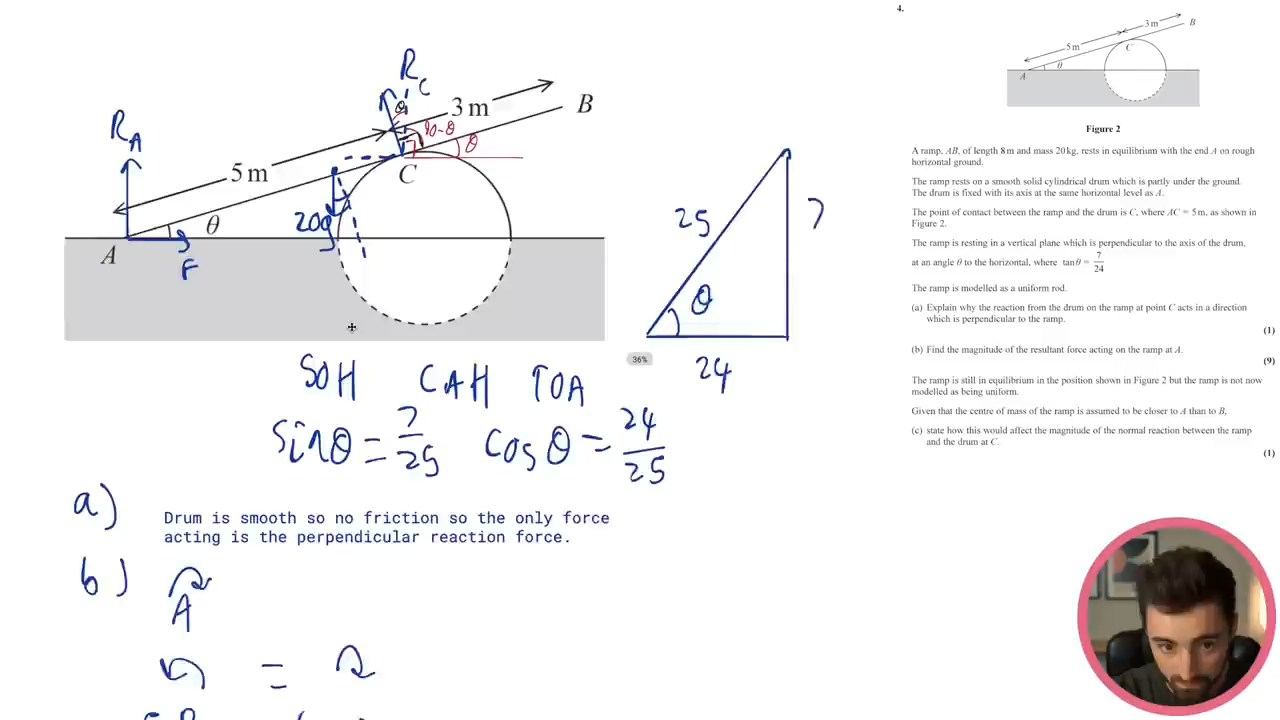 R_A
R_C
θ
90-θ
θ
3 m
B
5 m
C
20g
θ
A
F
25
7
θ
24
36%
SOH CAH TOA
sinθ = 7/25 cosθ = 24/25
a) Drum is smooth so no friction so the only force
acting is the perpendicular reaction force.
b)
A
=
4.
3 m
B
5 m
C
θ
A
Figure 2
A ramp, AB, of length 8 m and mass 20 kg, rests in equilibrium with the end A on rough
horizontal ground.
The ramp rests on a smooth solid cylindrical drum which is partly under the ground.
The drum is fixed with its axis at the same horizontal level as A.
The point of contact between the ramp and the drum is C, where AC = 5 m, as shown in
Figure 2.
The ramp is resting in a vertical plane which is perpendicular to the axis of the drum,
at an angle θ to the horizontal, where tan θ = 7/24
The ramp is modelled as a uniform rod.
(a) Explain why the reaction from the drum on the ramp at point C acts in a direction
which is perpendicular to the ramp.
(1)
(b) Find the magnitude of the resultant force acting on the ramp at A.
(9)
The ramp is still in equilibrium in the position shown in Figure 2 but the ramp is not now
modelled as being uniform.
Given that the centre of mass of the ramp is assumed to be closer to A than to B,
(c) state how this would affect the magnitude of the normal reaction between the ramp
and the drum at C.
(1)